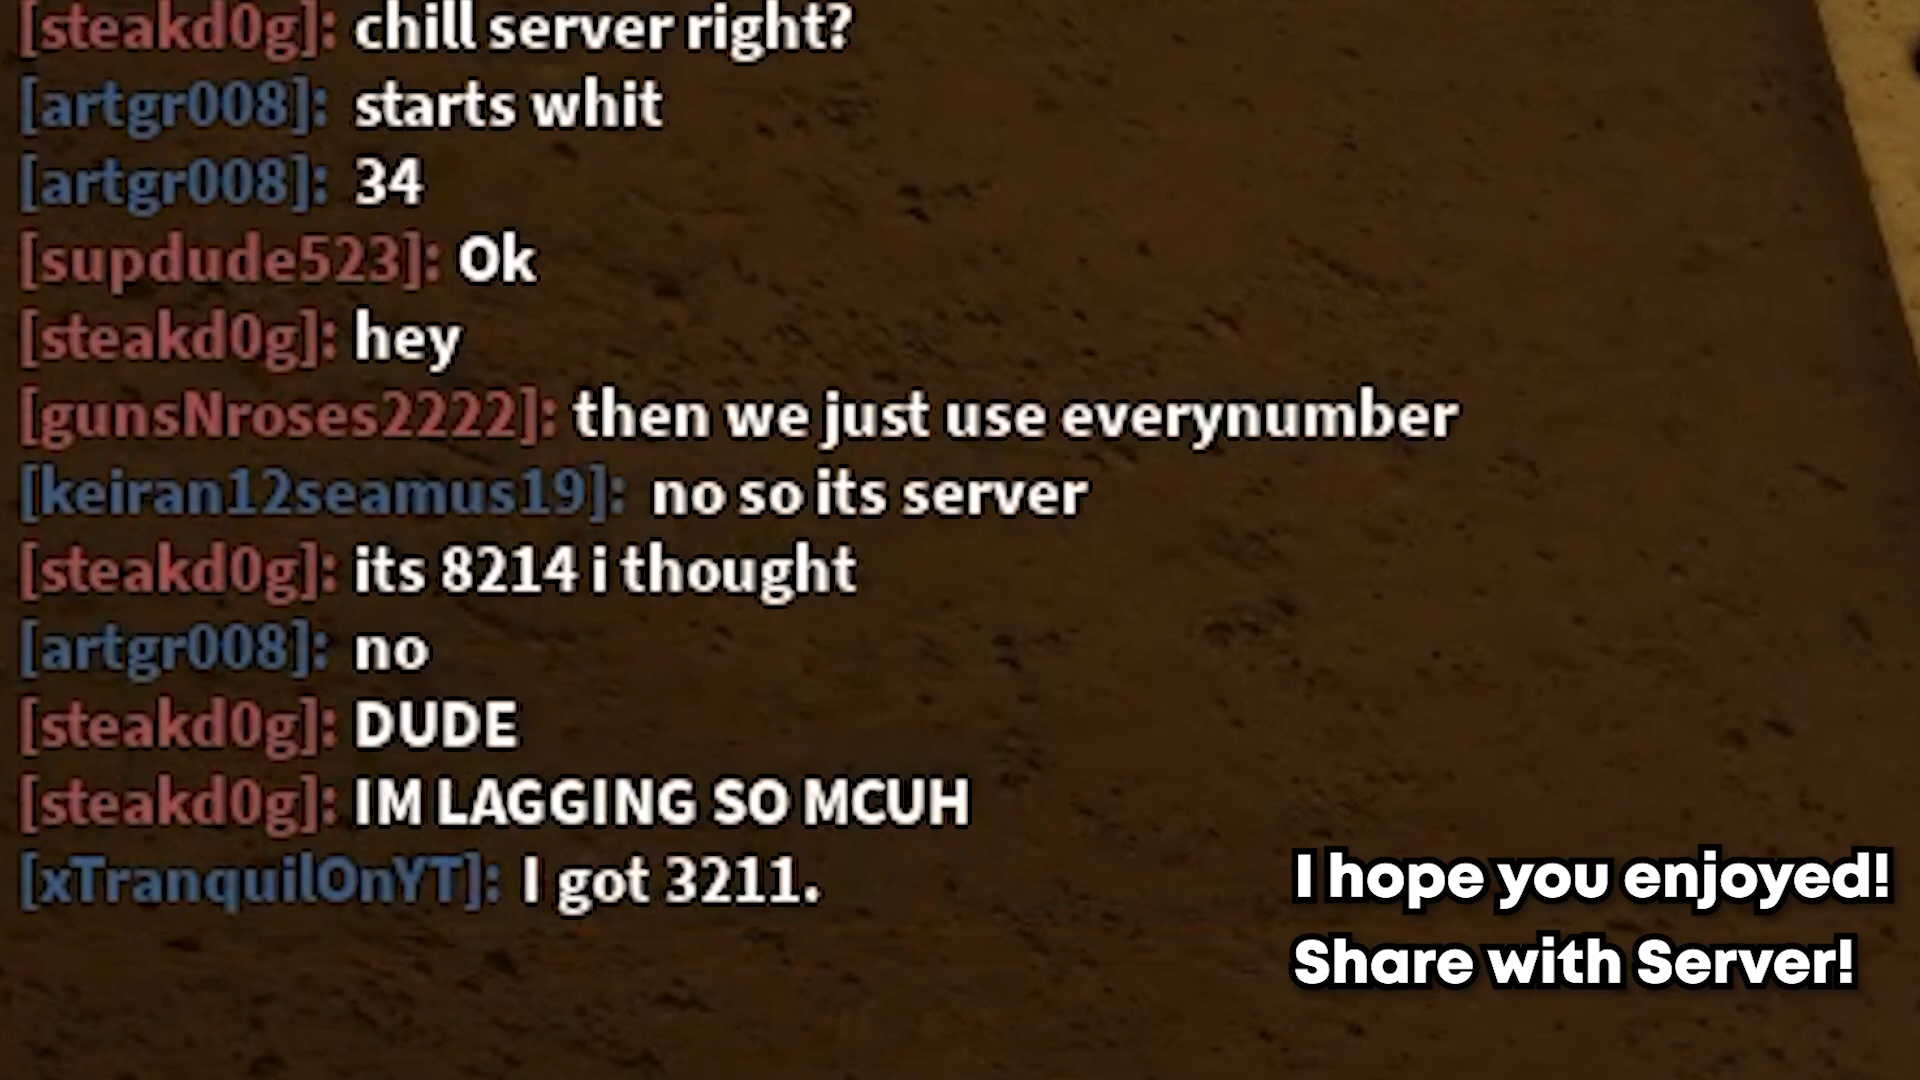 [steakd0g]: chill server right?
[artgr008]: starts whit
[artgr008]: 34
[supdude523]: Ok
[steakd0g]: hey
[gunsNroses2222]: then we just use everynumber
[keiran12seamus19]: no so its server
[steakd0g]: its 8214 i thought
[artgr008]: no
[steakd0g]: DUDE
[steakd0g]: IM LAGGING SO MCUH
[xTranquilOnYT]: I got 3211.
I hope you enjoyed!
Share with Server!